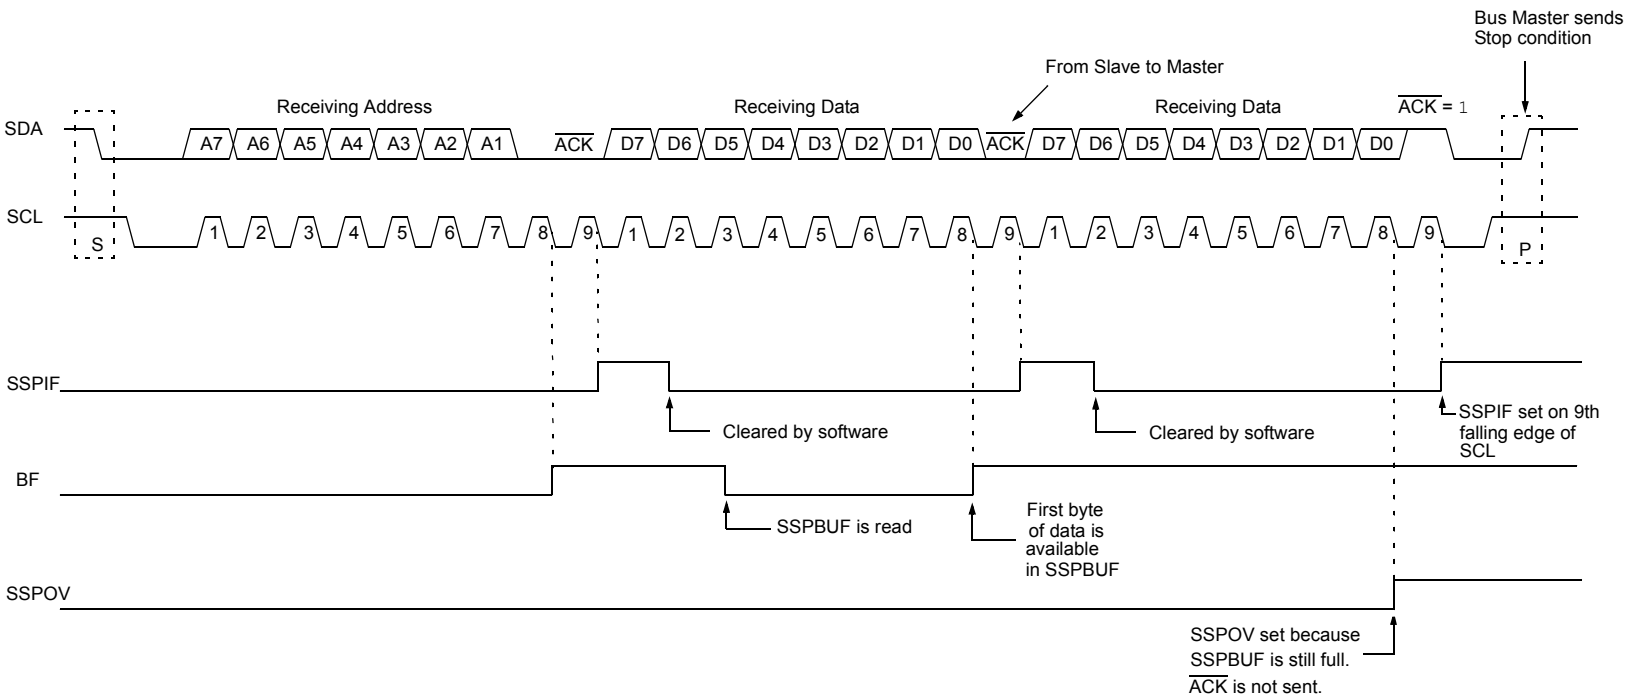 Bus Master sends
Stop condition
From Slave to Master
Receiving Address
Receiving Data
Receiving Data
ACK = 1
SDA
A7 A6 A5 A4 A3 A2 A1 ACK D7 D6 D5 D4 D3 D2 D1 D0 ACK D7 D6 D5 D4 D3 D2 D1 D0
SCL
S 1 2 3 4 5 6 7 8 9 1 2 3 4 5 6 7 8 9 1 2 3 4 5 6 7 8 9 P
SSPIF
Cleared by software
Cleared by software
SSPIF set on 9th
falling edge of
SCL
BF
SSPBUF is read
First byte
of data is
available
in SSPBUF
SSPOV
SSPOV set because
SSPBUF is still full.
ACK is not sent.